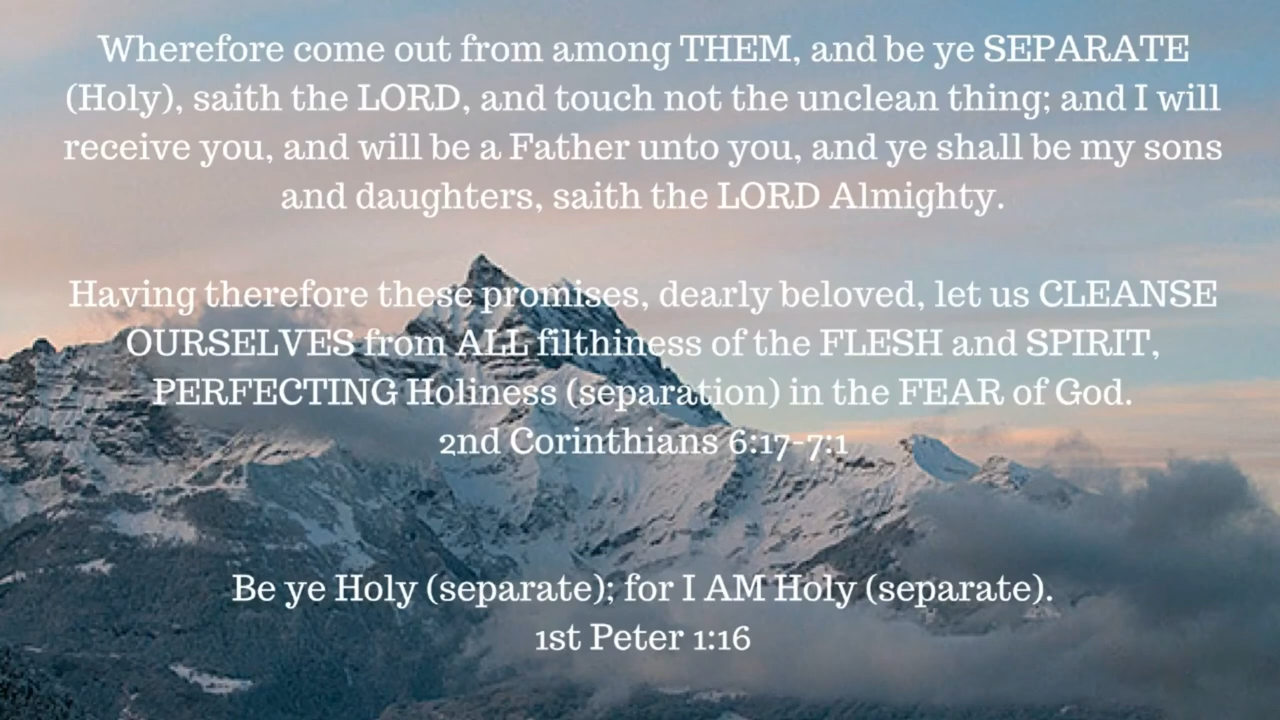 Wherefore come out from among THEM, and be ye SEPARATE
(Holy), saith the LORD, and touch not the unclean thing; and I will
receive you, and will be a Father unto you, and ye shall be my sons
and daughters, saith the LORD Almighty.
Having therefore these promises, dearly beloved, let us CLEANSE
OURSELVES from ALL filthiness of the FLESH and SPIRIT,
PERFECTING Holiness (separation) in the FEAR of God.
2nd Corinthians 6:17-7:1
Be ye Holy (separate); for I AM Holy (separate).
1st Peter 1:16